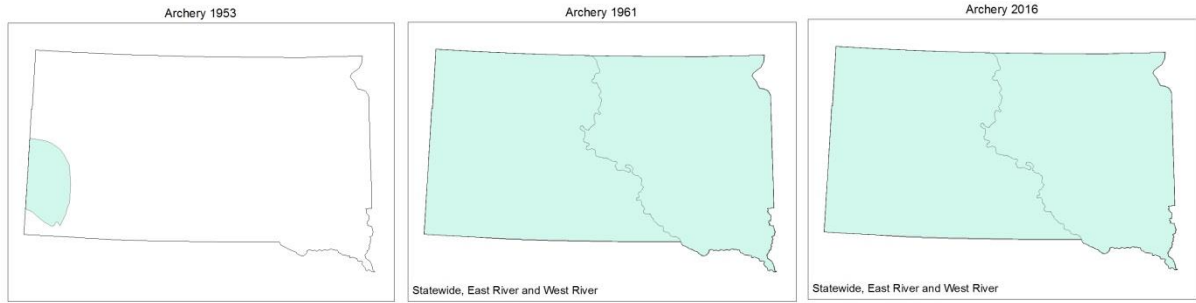 Archery 1953
Archery 1961
Archery 2016
Statewide, East River and West River
Statewide, East River and West River